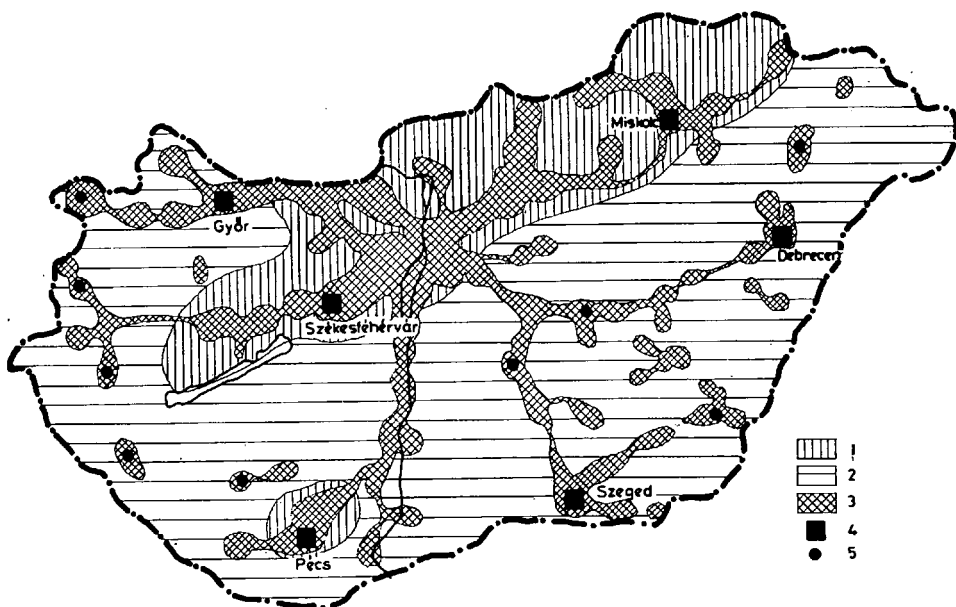 Miskolc
Győr
Debrecen
Székesfehérvár
Szeged
Pécs
1
2
3
4
5